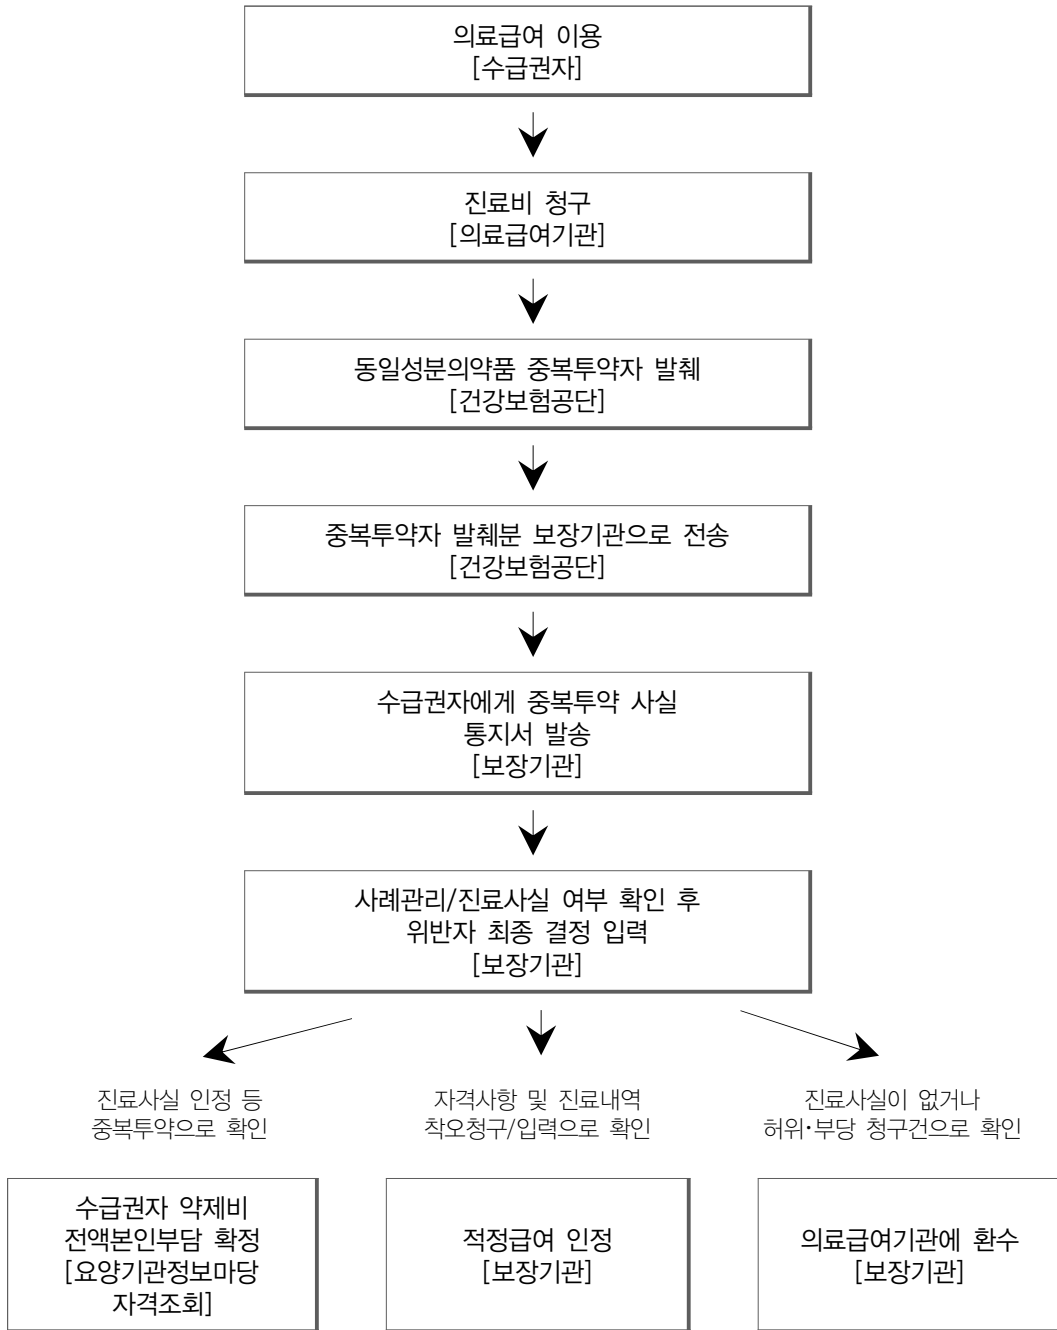 의료급여 이용
[수급권자]
진료비 청구
[의료급여기관]
동일성분의약품 중복투약자 발췌
[건강보험공단]
중복투약자 발췌분 보장기관으로 전송
[건강보험공단]
수급권자에게 중복투약 사실
통지서 발송
[보장기관]
사례관리/진료사실 여부 확인 후
위반자 최종 결정 입력
[보장기관]
진료사실 인정 등
중복투약으로 확인
자격사항 및 진료내역
착오청구/입력으로 확인
진료사실이 없거나
허위·부당 청구건으로 확인
수급권자 약제비
전액본인부담 확정
[요양기관정보마당
자격조회]
적정급여 인정
[보장기관]
의료급여기관에 환수
[보장기관]